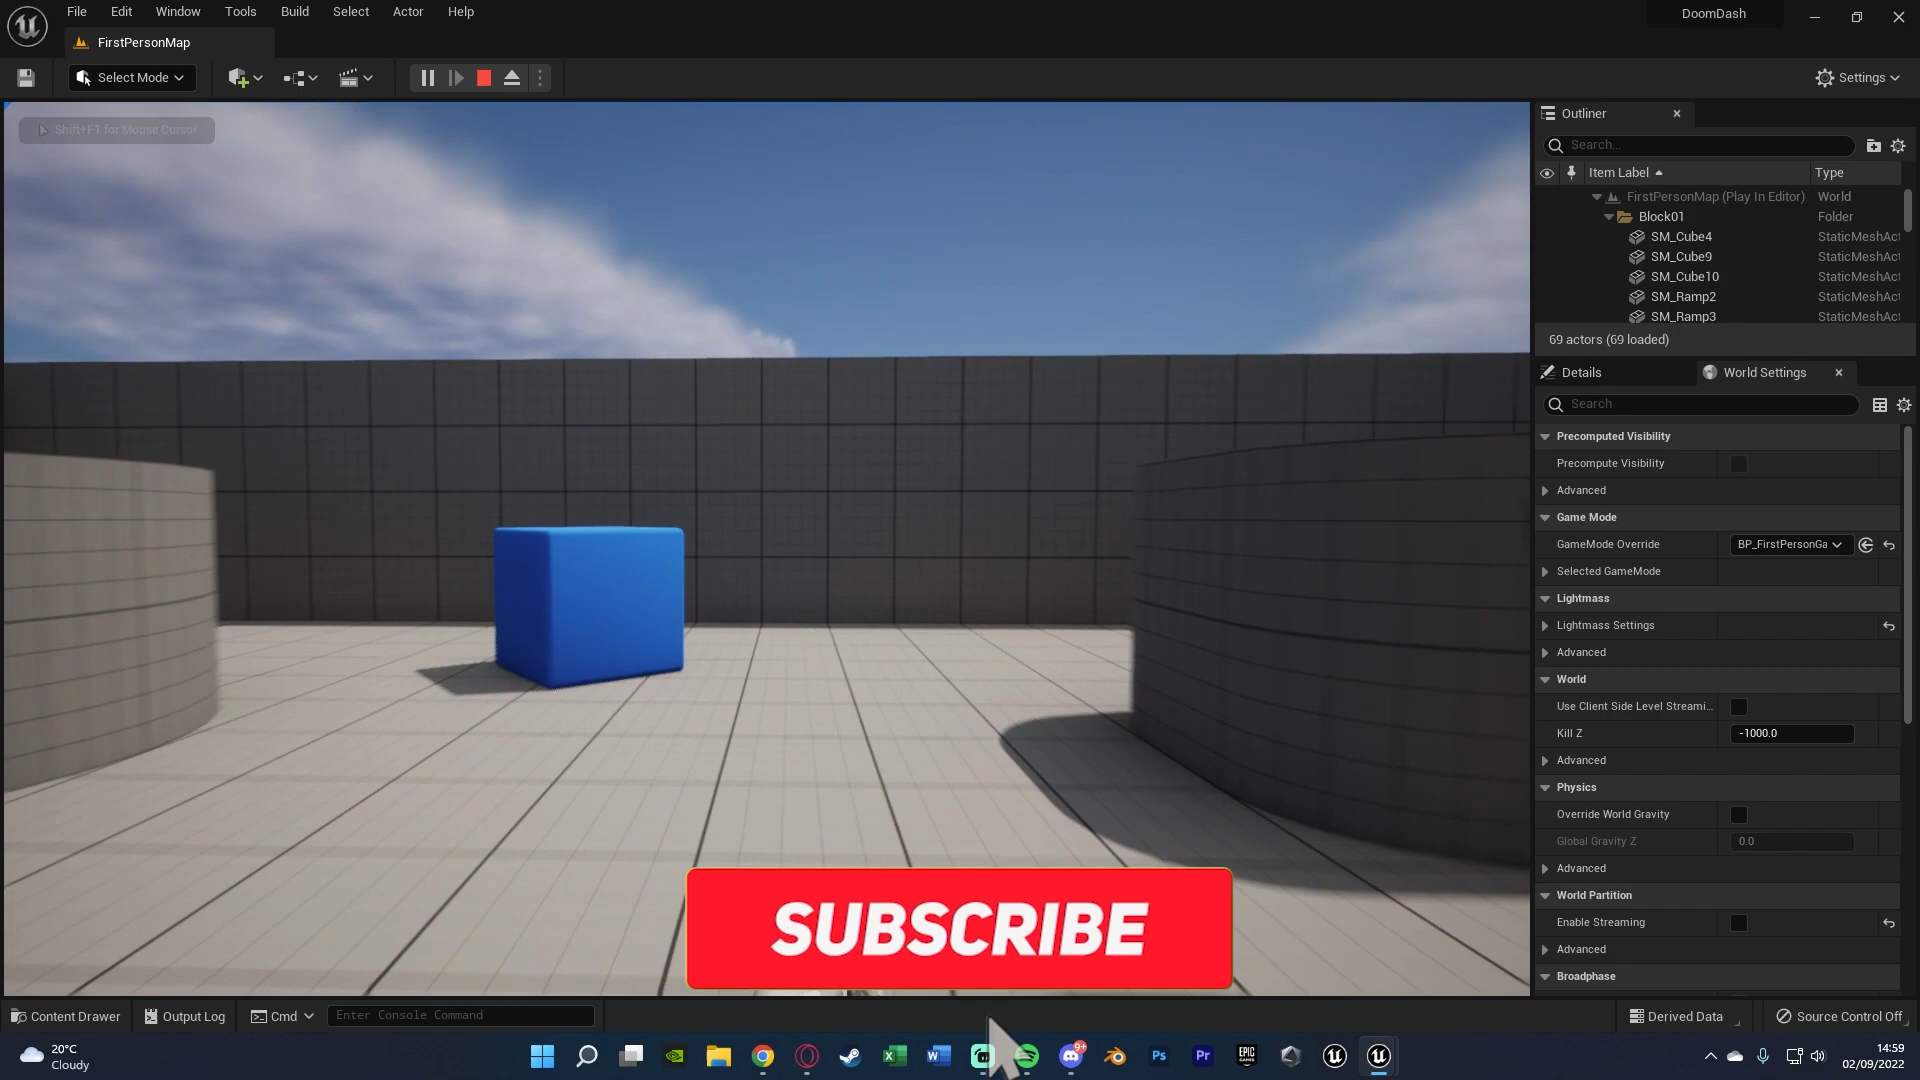 File Edit Window Tools Build Select Actor Help
DoomDash
FirstPersonMap
Select Mode
Settings
Shift+F1 for Mouse Cursor
Outliner
Search...
Item Label
Type
FirstPersonMap (Play In Editor) World
Block01 Folder
SM_Cube4 StaticMeshAct
SM_Cube9 StaticMeshAct
SM_Cube10 StaticMeshAct
SM_Ramp2 StaticMeshAct
SM_Ramp3 StaticMeshAct
69 actors (69 loaded)
Details
World Settings
Search
Precomputed Visibility
Precompute Visibility
Advanced
Game Mode
GameMode Override BP_FirstPersonGa
Selected GameMode
Lightmass
Lightmass Settings
Advanced
World
Use Client Side Level Streami...
Kill Z -1000.0
Advanced
Physics
Override World Gravity
Global Gravity Z 0.0
Advanced
World Partition
Enable Streaming
Advanced
Broadphase
SUBSCRIBE
Content Drawer
Output Log
Cmd
Enter Console Command
Derived Data
Source Control Off
20°C
Cloudy
9+
Ps
Pr
EPIC
14:59
02/09/2022